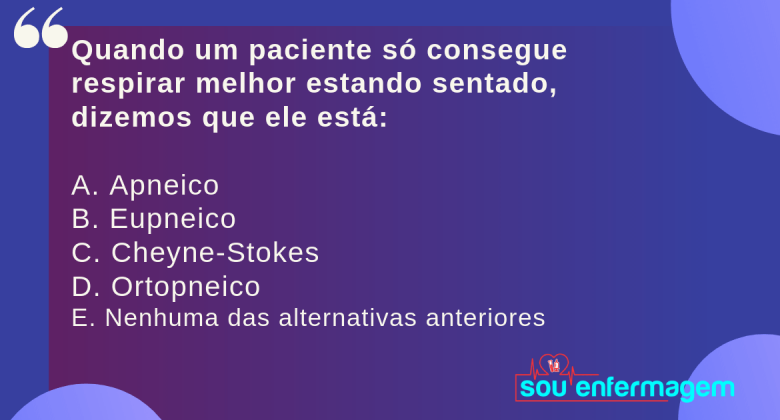 Quando um paciente só consegue
respirar melhor estando sentado,
dizemos que ele está:
A. Apneico
B. Eupneico
C. Cheyne-Stokes
D. Ortopneico
E. Nenhuma das alternativas anteriores
sou enfermagem